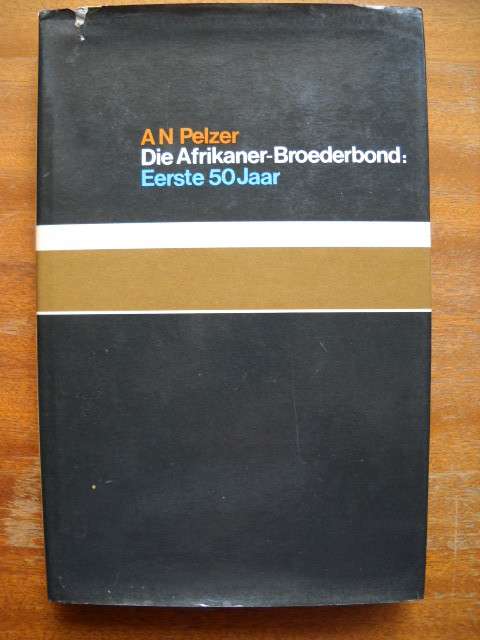 A N Pelzer
Die Afrikaner-Broederbond:
Eerste 50 Jaar